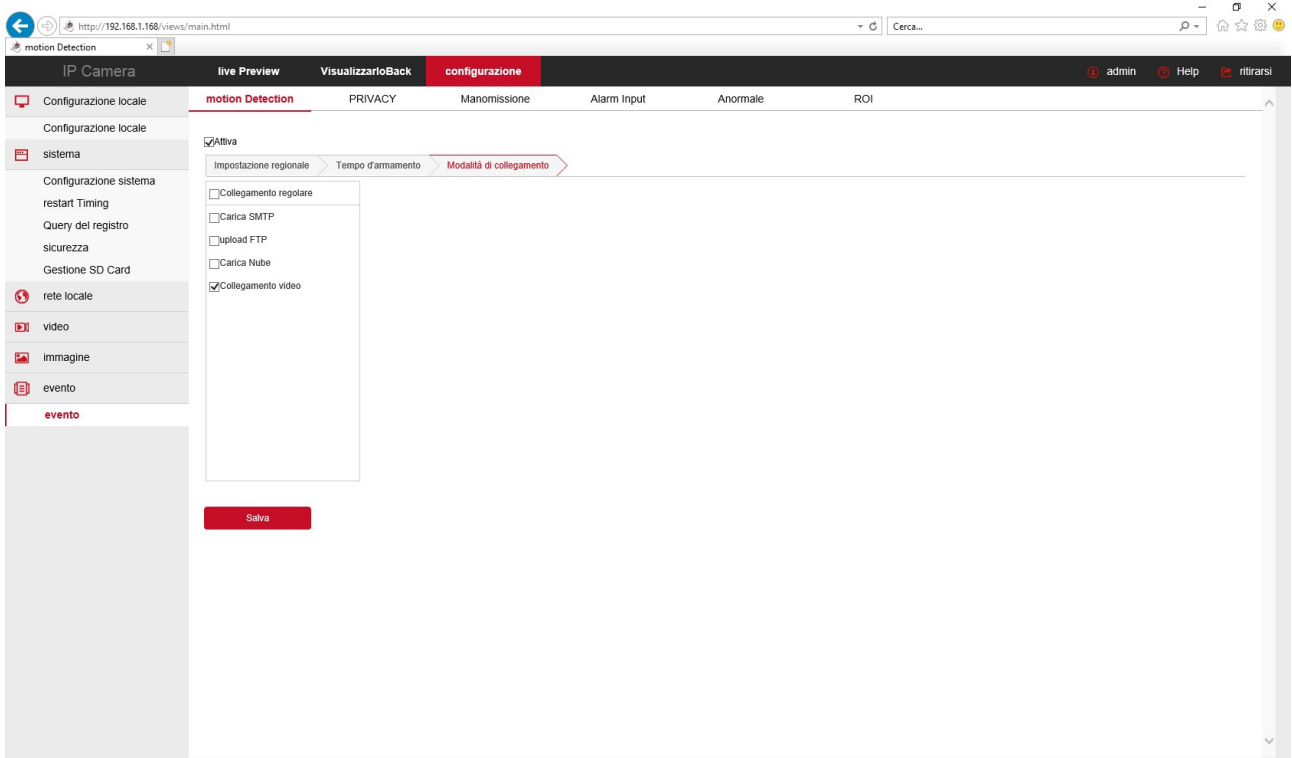 http://192.168.1.168/views/main.html
Cerca...
motion Detection
IP Camera
live Preview
VisualizzarloBack
configurazione
admin
Help
ritirarsi
Configurazione locale
Configurazione locale
sistema
Configurazione sistema
restart Timing
Query del registro
sicurezza
Gestione SD Card
rete locale
video
immagine
evento
evento
motion Detection
PRIVACY
Manomissione
Alarm Input
Anormale
ROI
Attiva
Impostazione regionale
Tempo d'armamento
Modalitá di collegamento
Collegamento regolare
Carica SMTP
upload FTP
Carica Nube
Collegamento video
Salva